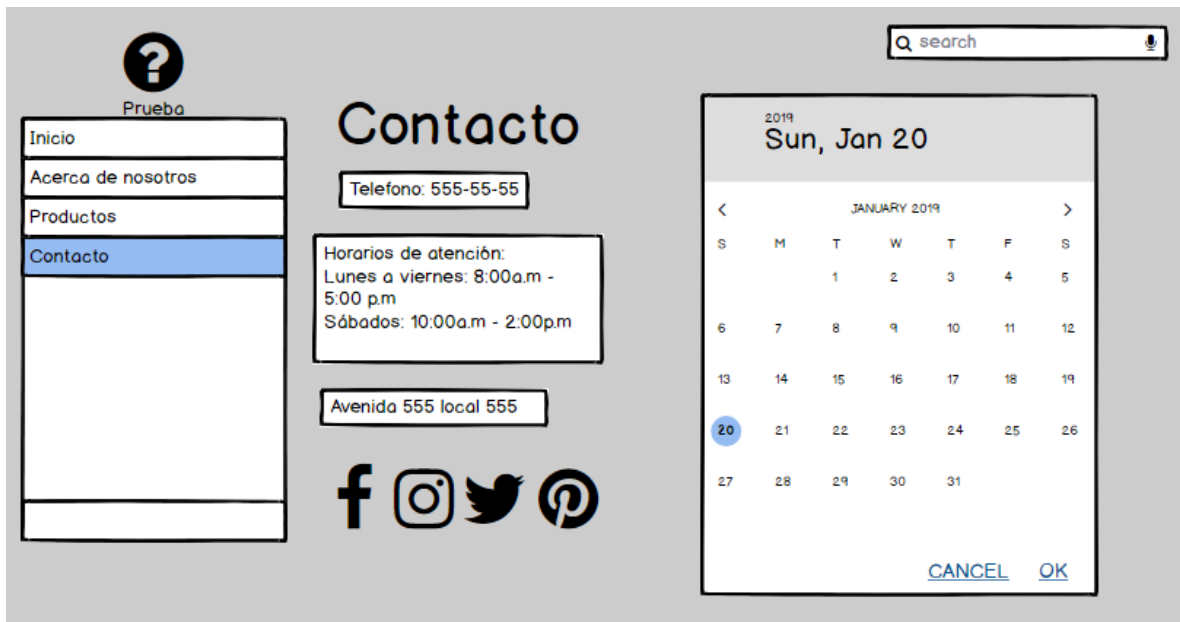 search
Prueba
Inicio
Acerca de nosotros
Productos
Contacto
Contacto
Telefono: 555-55-55
Horarios de atención:
Lunes a viernes: 8:00a.m -
5:00 p.m
Sábados: 10:00a.m - 2:00p.m
Avenida 555 local 555
2019
Sun, Jan 20
JANUARY 2019
S M T W T F S
1 2 3 4 5
6 7 8 9 10 11 12
13 14 15 16 17 18 19
20 21 22 23 24 25 26
27 28 29 30 31
CANCEL OK